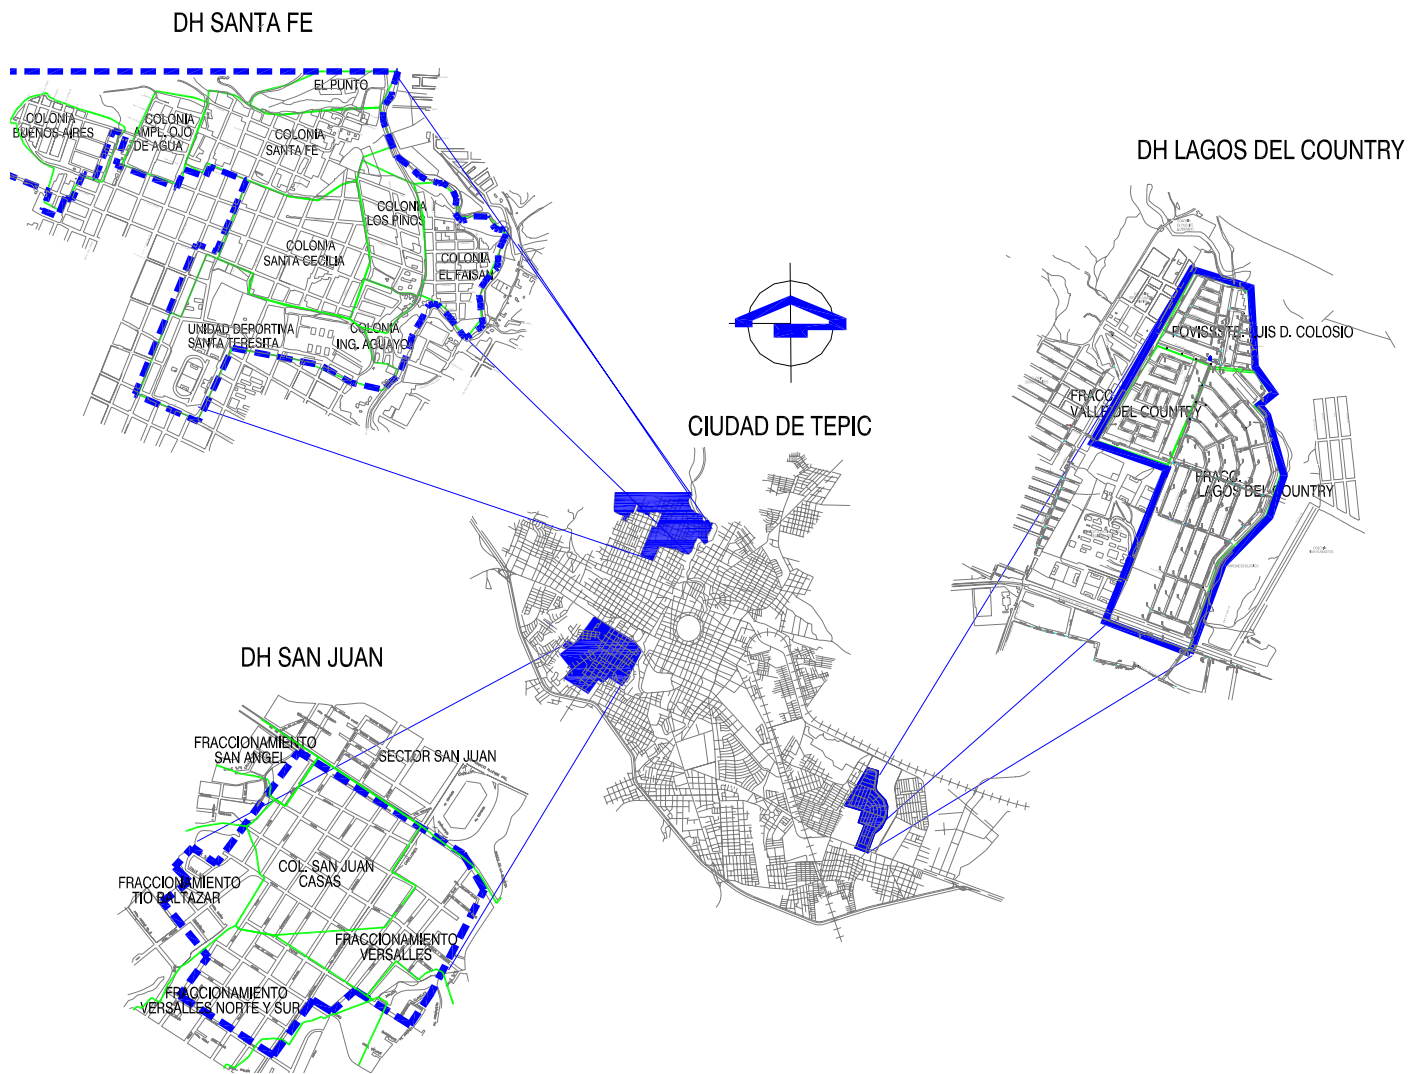 DH SANTA FE
EL PUNTO
COLONIA
BUENOS AIRES
COLONIA
AMPL. OJO
DE AGUA
COLONIA
SANTA FE
COLONIA
LOS PINOS
COLONIA
SANTA CECILIA
COLONIA
EL FAISAN
UNIDAD DEPORTIVA
SANTA TERESITA
COLONIA
ING. AGUAYO
DH LAGOS DEL COUNTRY
FOVISSSTE. LUIS D. COLOSIO
FRACC.
VALLE DEL COUNTRY
FRACC.
LAGOS DEL COUNTRY
CIUDAD DE TEPIC
DH SAN JUAN
FRACCIONAMIENTO
SAN ANGEL
SECTOR SAN JUAN
COL. SAN JUAN
CASAS
FRACCIONAMIENTO
TIO BALTAZAR
FRACCIONAMIENTO
VERSALLES
FRACCIONAMIENTO
VERSALLES NORTE Y SUR